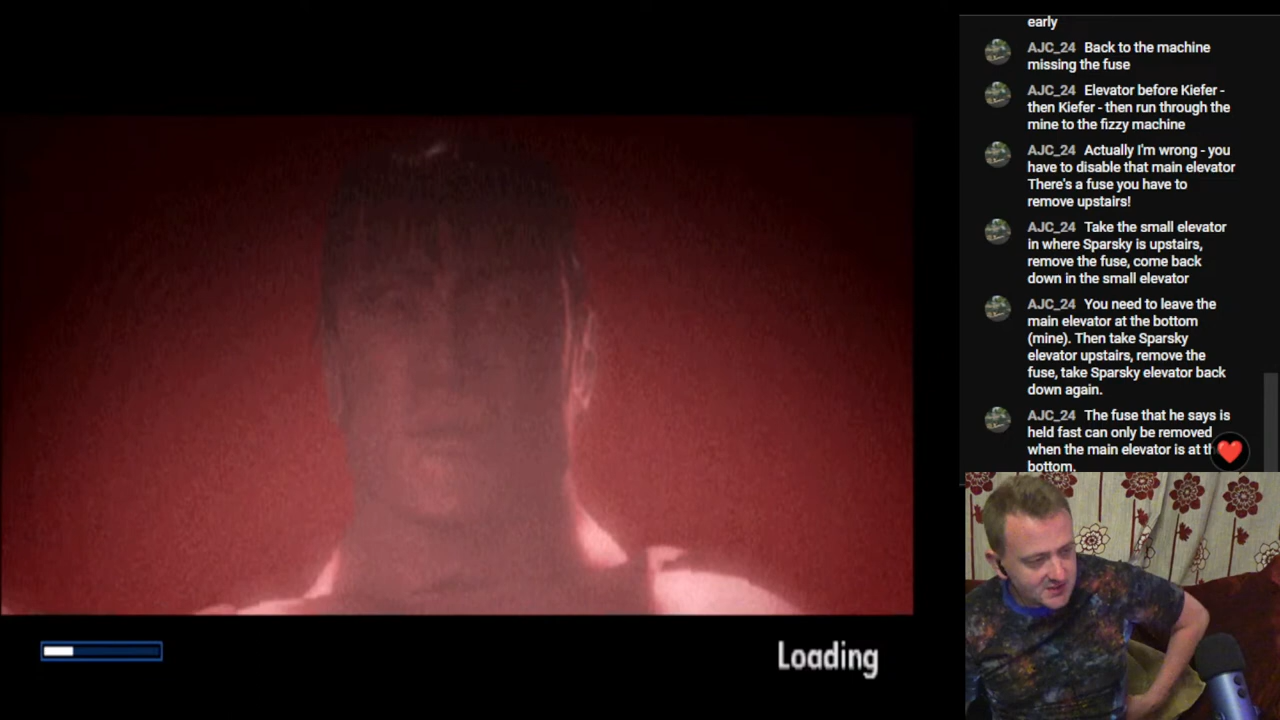 early
AJC_24 Back to the machine
missing the fuse
AJC_24 Elevator before Kiefer -
then Kiefer - then run through the
mine to the fizzy machine
AJC_24 Actually I'm wrong - you
have to disable that main elevator
There's a fuse you have to
remove upstairs!
AJC_24 Take the small elevator
in where Sparsky is upstairs,
remove the fuse, come back
down in the small elevator
AJC_24 You need to leave the
main elevator at the bottom
(mine). Then take Sparsky
elevator upstairs, remove the
fuse, take Sparsky elevator back
down again.
AJC_24 The fuse that he says is
held fast can only be removed
when the main elevator is at
bottom.
Loading